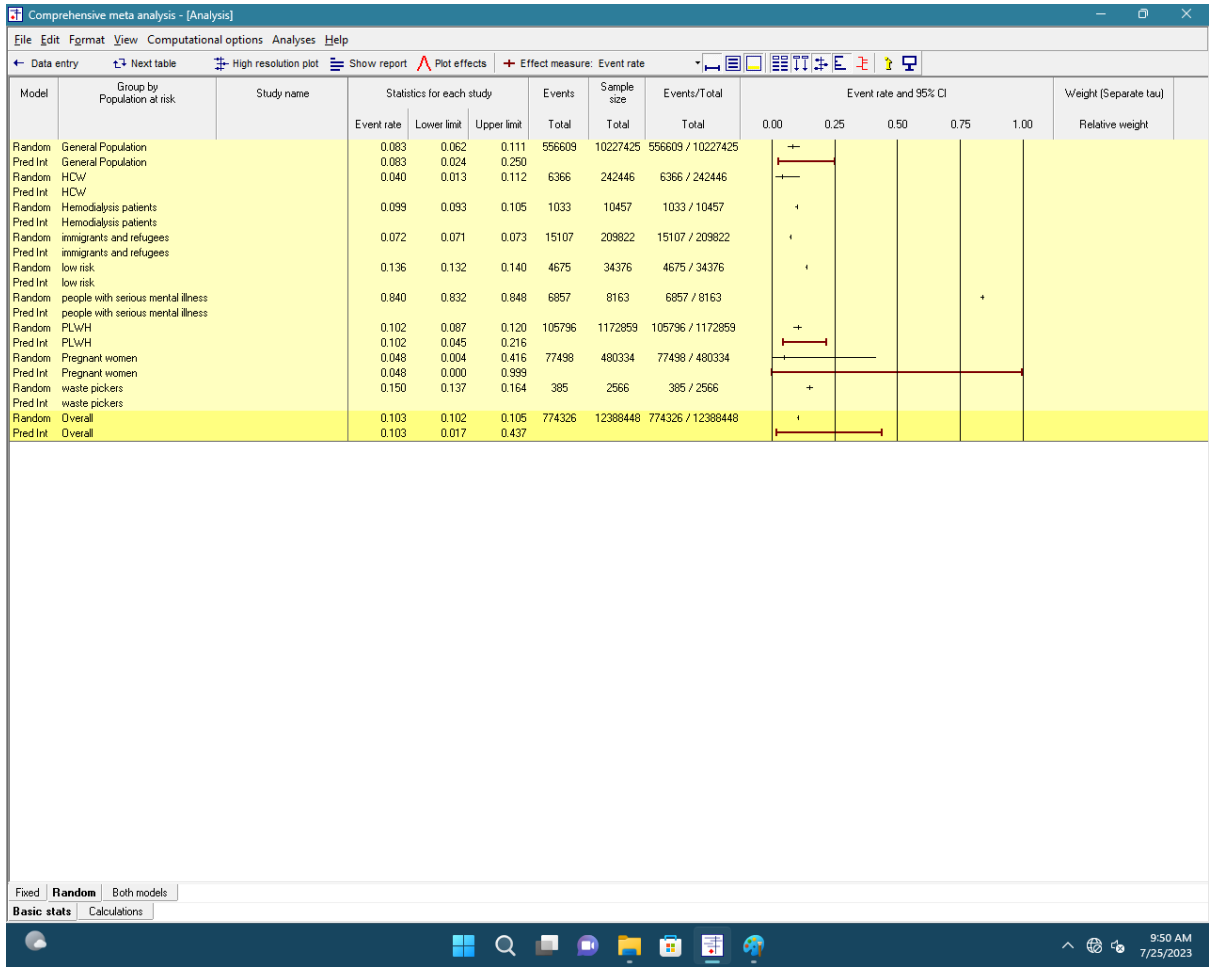 Comprehensive meta analysis - [Analysis]
File Edit Format View Computational options Analyses Help
← Data entry Next table High resolution plot Show report Plot effects Effect measure: Event rate
Model Group by Population at risk Study name Statistics for each study Events Sample size Events/Total Event rate and 95% CI Weight (Separate tau)
Event rate Lower limit Upper limit Total Total Total 0.00 0.25 0.50 0.75 1.00 Relative weight
Random General Population 0.083 0.062 0.111 556609 10227425 556609 / 10227425
Pred Int General Population 0.083 0.024 0.250
Random HCW 0.040 0.013 0.112 6366 242446 6366 / 242446
Pred Int HCW
Random Hemodialysis patients 0.099 0.093 0.105 1033 10457 1033 / 10457
Pred Int Hemodialysis patients
Random immigrants and refugees 0.072 0.071 0.073 15107 209822 15107 / 209822
Pred Int immigrants and refugees
Random low risk 0.136 0.132 0.140 4675 34376 4675 / 34376
Pred Int low risk
Random people with serious mental illness 0.840 0.832 0.848 6857 8163 6857 / 8163
Pred Int people with serious mental illness
Random PLWH 0.102 0.087 0.120 105796 1172859 105796 / 1172859
Pred Int PLWH 0.102 0.045 0.216
Random Pregnant women 0.048 0.004 0.416 77498 480334 77498 / 480334
Pred Int Pregnant women 0.048 0.000 0.999
Random waste pickers 0.150 0.137 0.164 385 2566 385 / 2566
Pred Int waste pickers
Random Overall 0.103 0.102 0.105 774326 12388448 774326 / 12388448
Pred Int Overall 0.103 0.017 0.437
Fixed Random Both models
Basic stats Calculations
9:50 AM
7/25/2023